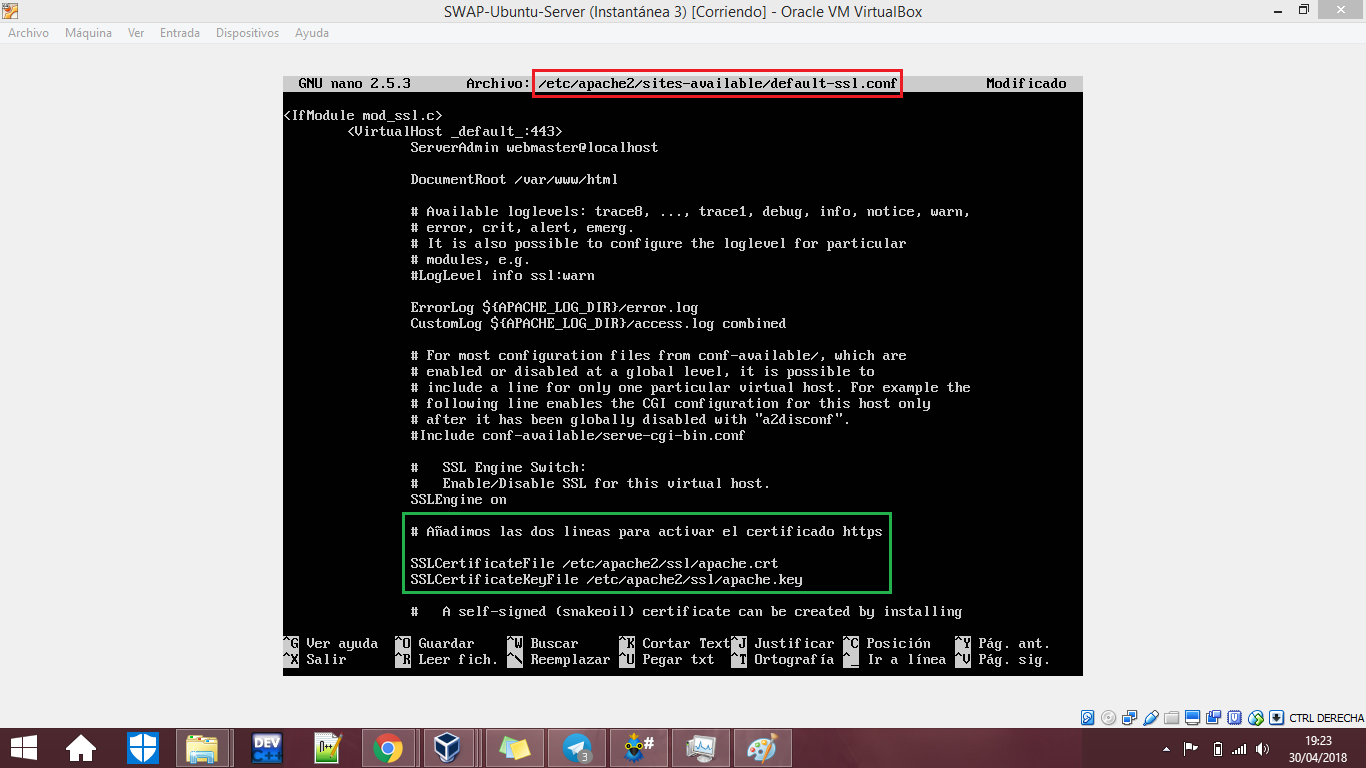 SWAP-Ubuntu-Server (Instantánea 3) [Corriendo] - Oracle VM VirtualBox
Archivo Máquina Ver Entrada Dispositivos Ayuda
GNU nano 2.5.3 Archivo: /etc/apache2/sites-available/default-ssl.conf Modificado
<IfModule mod_ssl.c>
<VirtualHost _default_:443>
ServerAdmin webmaster@localhost
DocumentRoot /var/www/html
# Available loglevels: trace8, ..., trace1, debug, info, notice, warn,
# error, crit, alert, emerg.
# It is also possible to configure the loglevel for particular
# modules, e.g.
#LogLevel info ssl:warn
ErrorLog ${APACHE_LOG_DIR}/error.log
CustomLog ${APACHE_LOG_DIR}/access.log combined
# For most configuration files from conf-available/, which are
# enabled or disabled at a global level, it is possible to
# include a line for only one particular virtual host. For example the
# following line enables the CGI configuration for this host only
# after it has been globally disabled with "a2disconf".
#Include conf-available/serve-cgi-bin.conf
#   SSL Engine Switch:
#   Enable/Disable SSL for this virtual host.
SSLEngine on
# Añadimos las dos lineas para activar el certificado https
SSLCertificateFile /etc/apache2/ssl/apache.crt
SSLCertificateKeyFile /etc/apache2/ssl/apache.key
#   A self-signed (snakeoil) certificate can be created by installing
^G Ver ayuda ^O Guardar ^W Buscar ^K Cortar Text ^J Justificar ^C Posición ^Y Pág. ant.
^X Salir ^R Leer fich. ^\ Reemplazar ^U Pegar txt ^T Ortografía ^_ Ir a línea ^V Pág. sig.
CTRL DERECHA
DEV C++ N++ 3 #
19:23
30/04/2018